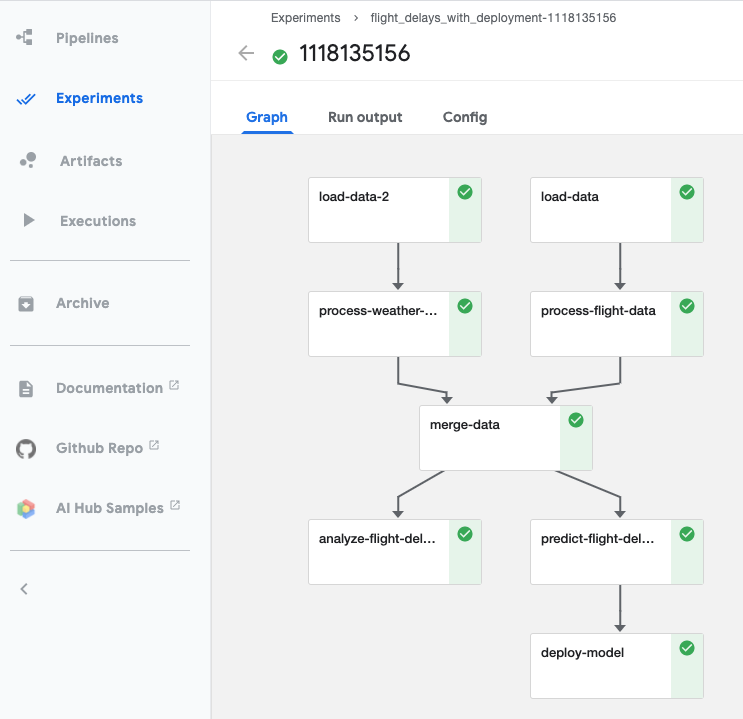 Experiments > flight_delays_with_deployment-1118135156
1118135156
Pipelines
Experiments
Artifacts
Executions
Archive
Documentation
Github Repo
AI Hub Samples
Graph Run output Config
load-data-2 load-data
process-weather-... process-flight-data
merge-data
analyze-flight-del... predict-flight-del...
deploy-model